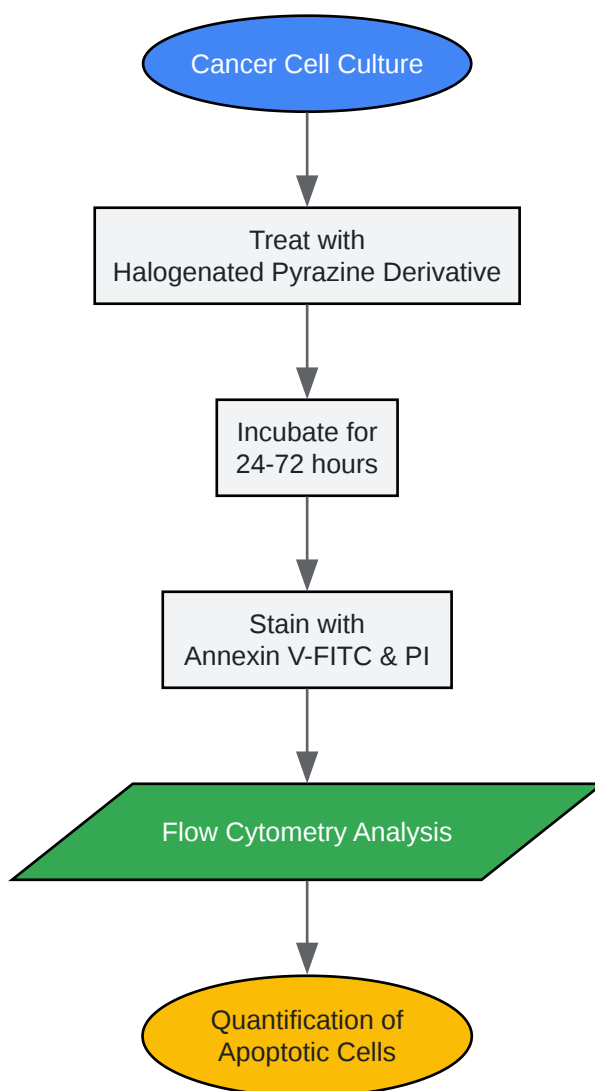 Cancer Cell Culture
Treat with
Halogenated Pyrazine Derivative
Incubate for
24-72 hours
Stain with
Annexin V-FITC & PI
Flow Cytometry Analysis
Quantification of
Apoptotic Cells